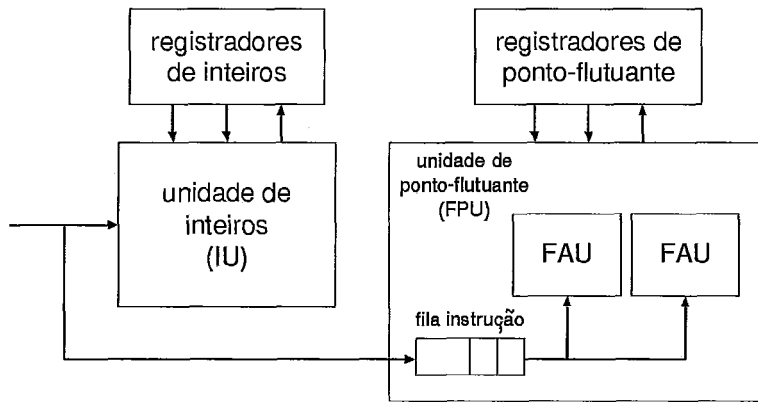 registradores
de inteiros
registradores de
ponto-flutuante
unidade de
inteiros
(IU)
unidade de
ponto-flutuante
(FPU)
FAU
FAU
fila instrução